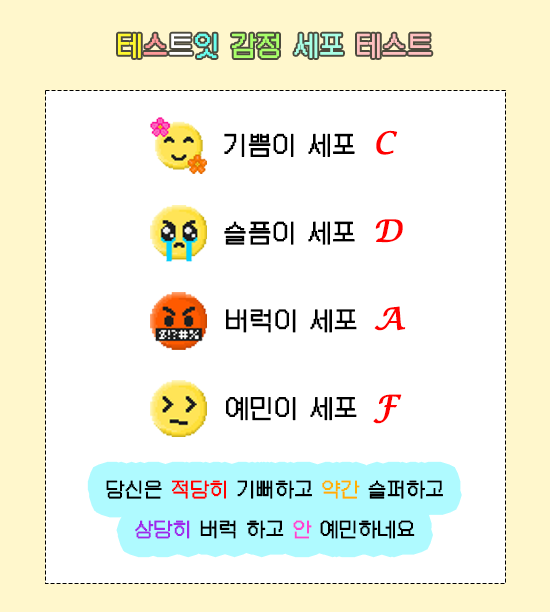 테스트잇 감정 세포 테스트
기쁨이 세포 C
슬픔이 세포 D
버럭이 세포 A
$!?#%
예민이 세포 F
당신은 적당히 기뻐하고 약간 슬퍼하고
상당히 버럭 하고 안 예민하네요